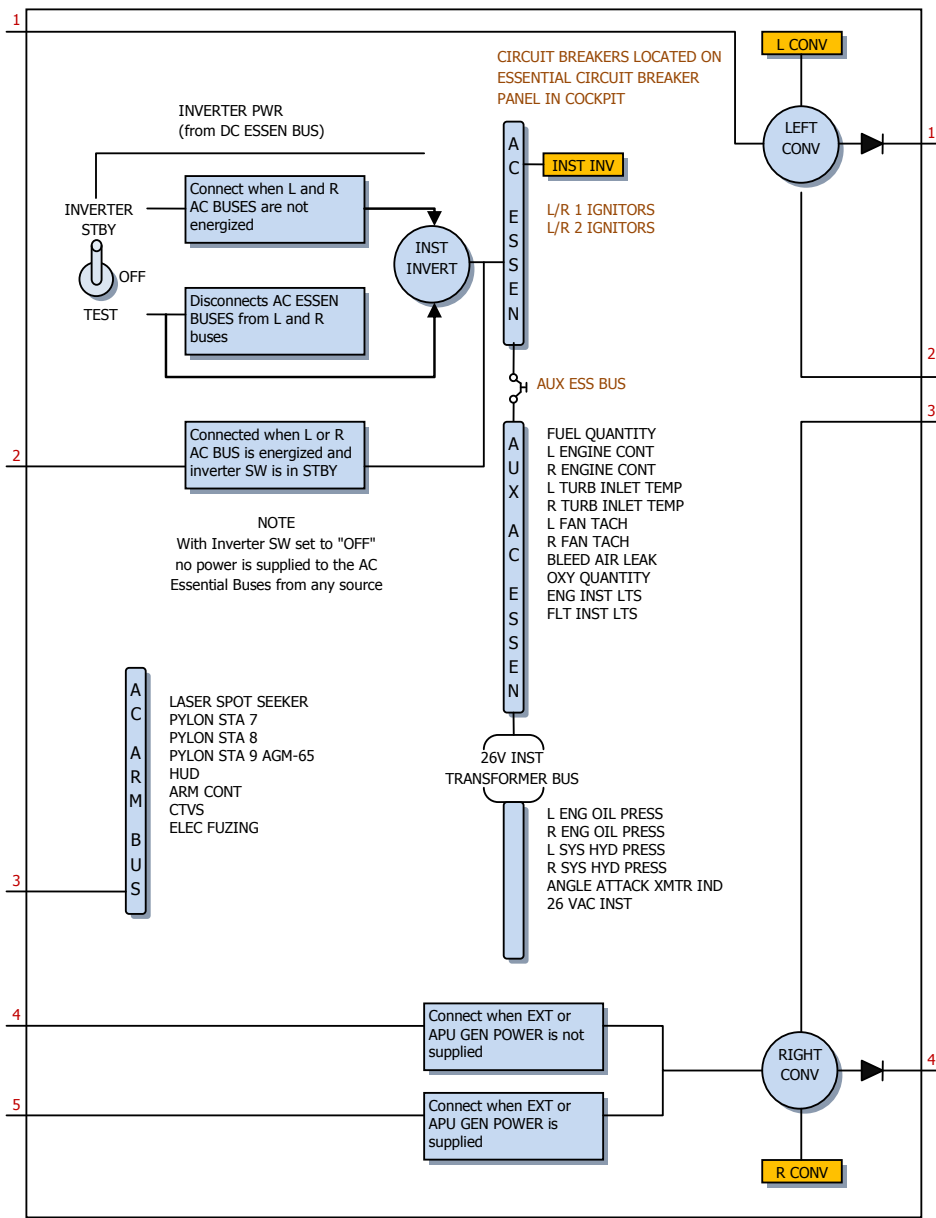 1
L CONV
CIRCUIT BREAKERS LOCATED ON
ESSENTIAL CIRCUIT BREAKER
PANEL IN COCKPIT
INVERTER PWR
(from DC ESSEN BUS)
LEFT
CONV
1
A
C
E
S
S
E
N
INST INV
Connect when L and R
AC BUSES are not
energized
INVERTER
STBY
OFF
TEST
L/R 1 IGNITORS
L/R 2 IGNITORS
INST
INVERT
Disconnects AC ESSEN
BUSES from L and R
buses
2
AUX ESS BUS
3
Connected when L or R
AC BUS is energized and
inverter SW is in STBY
2
A
U
X
A
C
E
S
S
E
N
FUEL QUANTITY
L ENGINE CONT
R ENGINE CONT
L TURB INLET TEMP
R TURB INLET TEMP
L FAN TACH
R FAN TACH
BLEED AIR LEAK
OXY QUANTITY
ENG INST LTS
FLT INST LTS
NOTE
With Inverter SW set to "OFF"
no power is supplied to the AC
Essential Buses from any source
A
C
A
R
M
B
U
S
LASER SPOT SEEKER
PYLON STA 7
PYLON STA 8
PYLON STA 9 AGM-65
HUD
ARM CONT
CTVS
ELEC FUZING
26V INST
TRANSFORMER BUS
L ENG OIL PRESS
R ENG OIL PRESS
L SYS HYD PRESS
R SYS HYD PRESS
ANGLE ATTACK XMTR IND
26 VAC INST
3
4
Connect when EXT or
APU GEN POWER is not
supplied
RIGHT
CONV
4
5
Connect when EXT or
APU GEN POWER is
supplied
R CONV